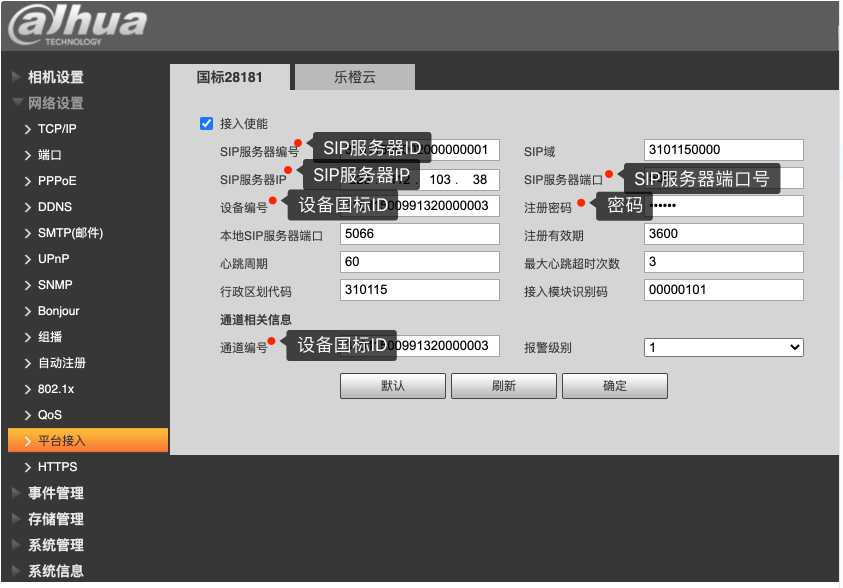 alhua
TECHNOLOGY
相机设置
网络设置
TCP/IP
端口
PPPoE
DDNS
SMTP(邮件)
UPnP
SNMP
Bonjour
组播
自动注册
802.1x
QoS
平台接入
HTTPS
事件管理
存储管理
系统管理
系统信息
国标28181 乐橙云
接入使能
SIP服务器编号 SIP服务器ID 000000001 SIP域 3101150000
SIP服务器IP SIP服务器IP . 103 . 38 SIP服务器端口 SIP服务器端口号
设备编号 设备国标ID 00991320000003 注册密码 密码 ••••••
本地SIP服务器端口 5066 注册有效期 3600
心跳周期 60 最大心跳超时次数 3
行政区划代码 310115 接入模块识别码 00000101
通道相关信息
通道编号 设备国标ID 00991320000003 报警级别 1
默认 刷新 确定